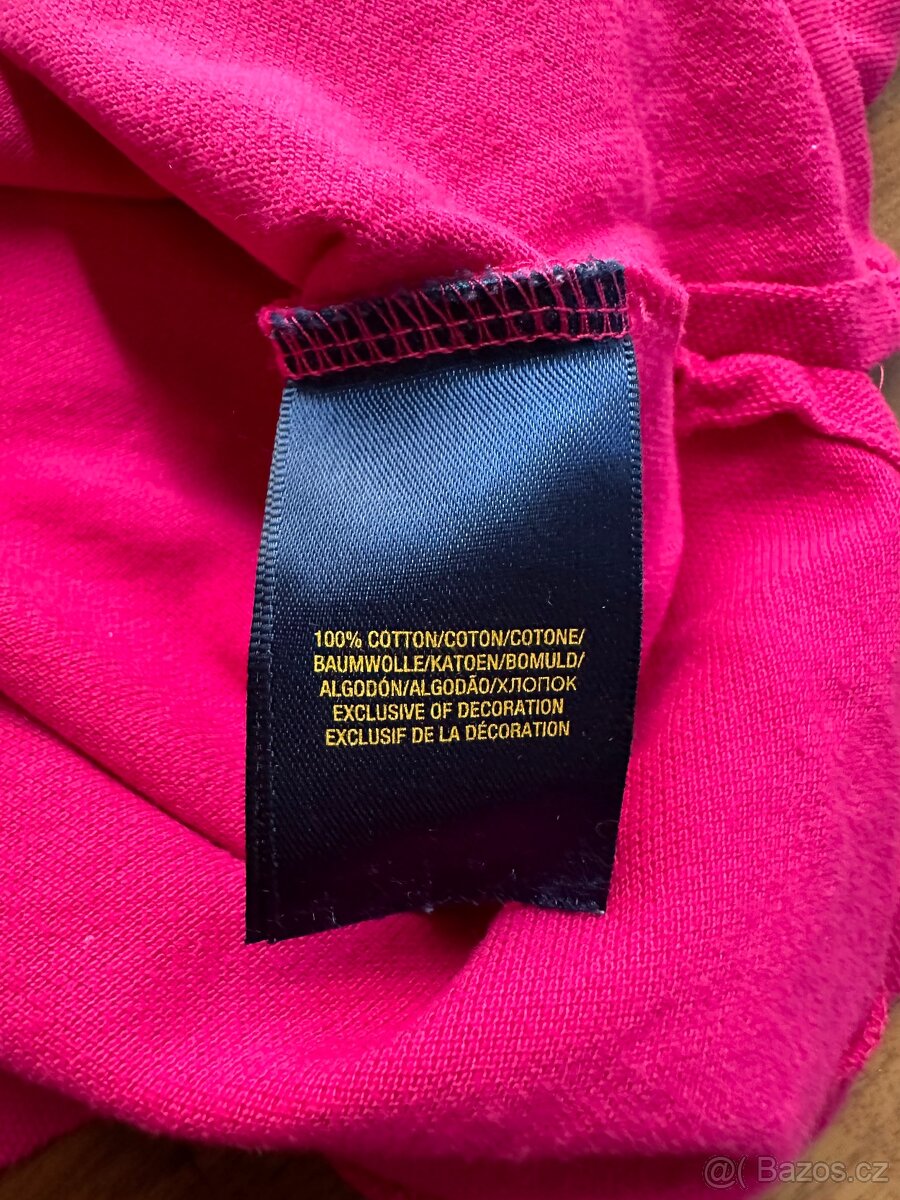 100% COTTON/COTON/COTONE/
BAUMWOLLE/KATOEN/BOMULD/
ALGODÓN/ALGODÃO/ХЛОПОК
EXCLUSIVE OF DECORATION
EXCLUSIF DE LA DÉCORATION
@( Bazos.cz